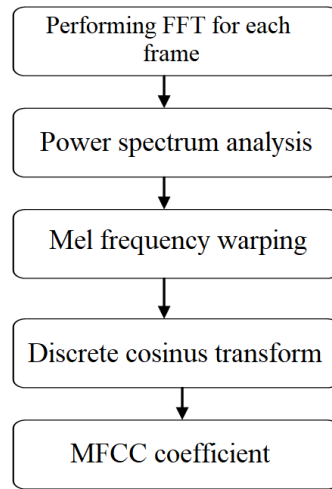 Performing FFT for each
frame
Power spectrum analysis
Mel frequency warping
Discrete cosinus transform
MFCC coefficient